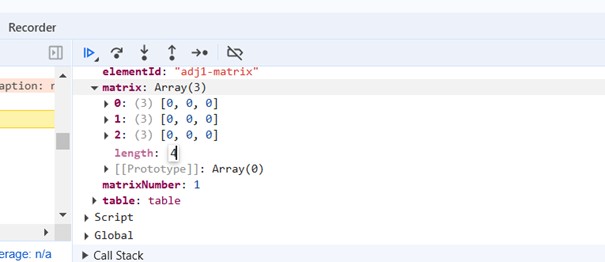 Recorder
elementId: "adj1-matrix"
aption: n
matrix: Array(3)
0: (3) [0, 0, 0]
1: (3) [0, 0, 0]
2: (3) [0, 0, 0]
length: 4
[[Prototype]]: Array(0)
matrixNumber: 1
table: table
Script
Global
erage: n/a
Call Stack